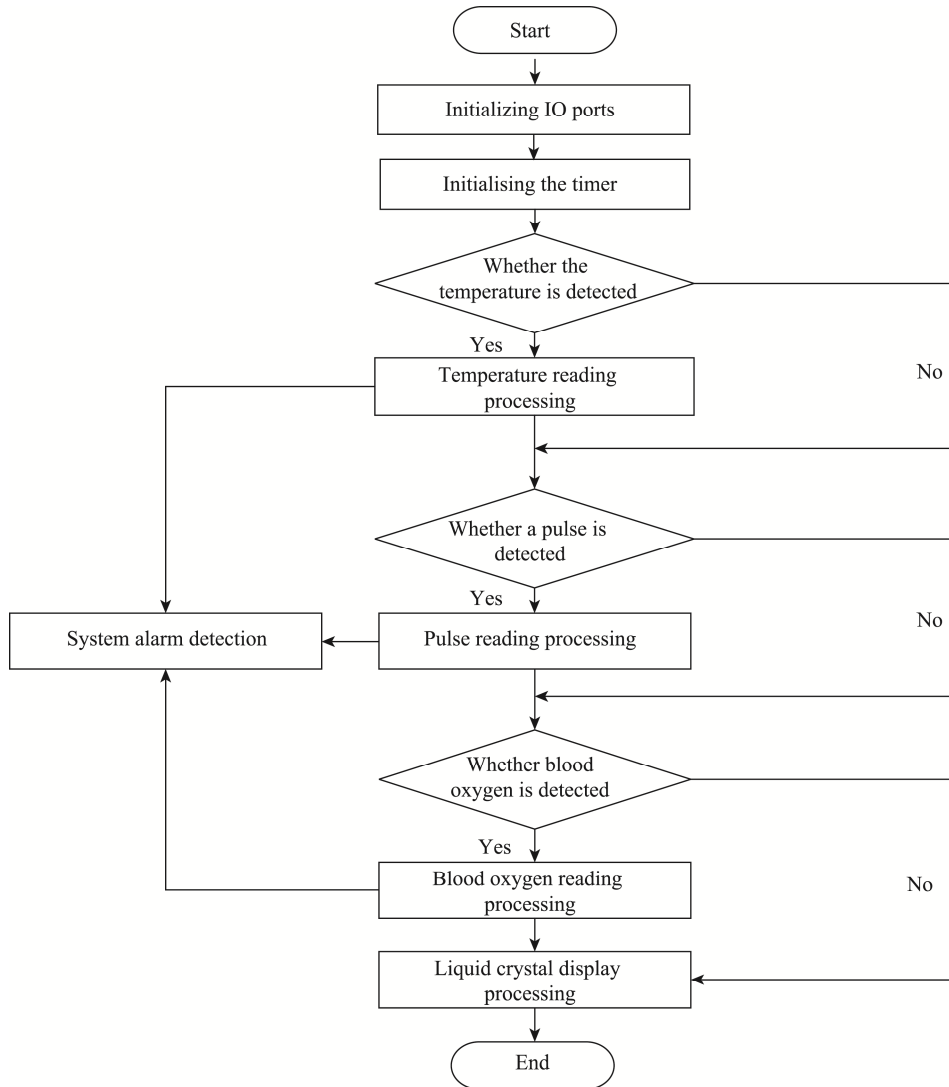 Start
Initializing IO ports
Initialising the timer
Whether the
temperature is detected
Yes
No
Temperature reading
processing
Whether a pulse is
detected
Yes
No
System alarm detection
Pulse reading processing
Whether blood
oxygen is detected
Yes
No
Blood oxygen reading
processing
Liquid crystal display
processing
End